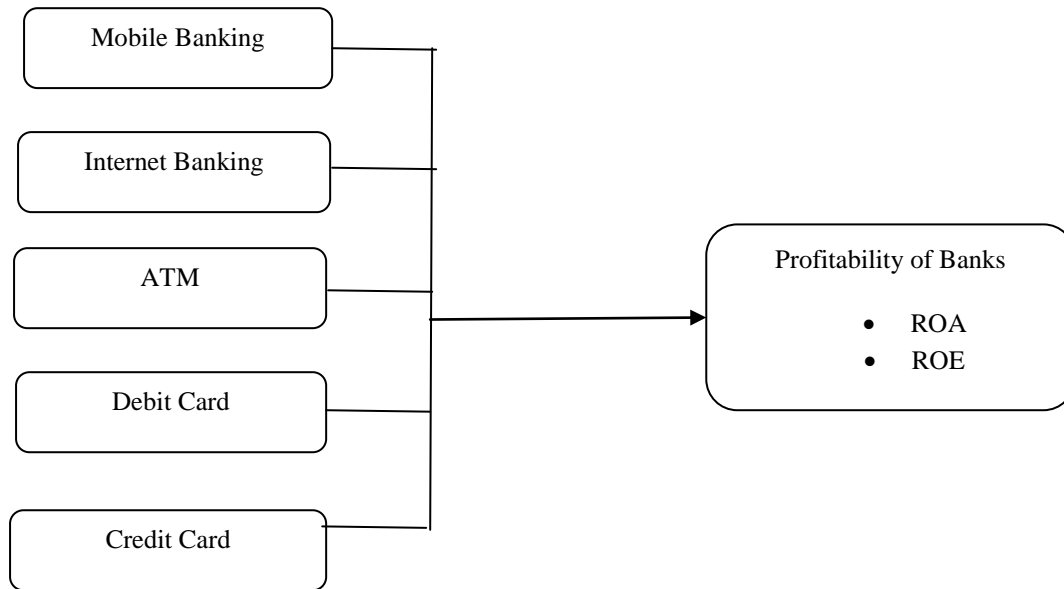 Mobile Banking
Internet Banking
ATM
Debit Card
Credit Card
Profitability of Banks
• ROA
• ROE